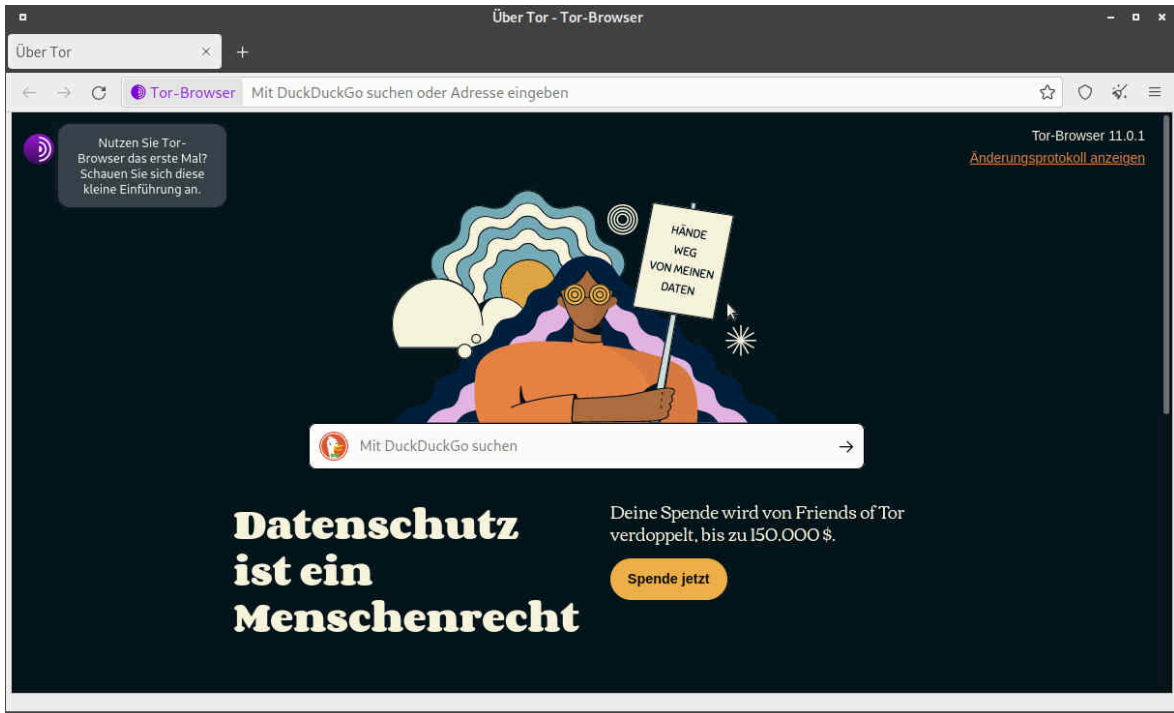 Über Tor - Tor-Browser
Über Tor
Tor-Browser Mit DuckDuckGo suchen oder Adresse eingeben
Nutzen Sie Tor-
Browser das erste Mal?
Schauen Sie sich diese
kleine Einführung an.
Tor-Browser 11.0.1
Änderungsprotokoll anzeigen
HÄNDE
WEG
VON MEINEN
DATEN
Mit DuckDuckGo suchen
Datenschutz
ist ein
Menschenrecht
Deine Spende wird von Friends of Tor
verdoppelt, bis zu 150.000 $.
Spende jetzt